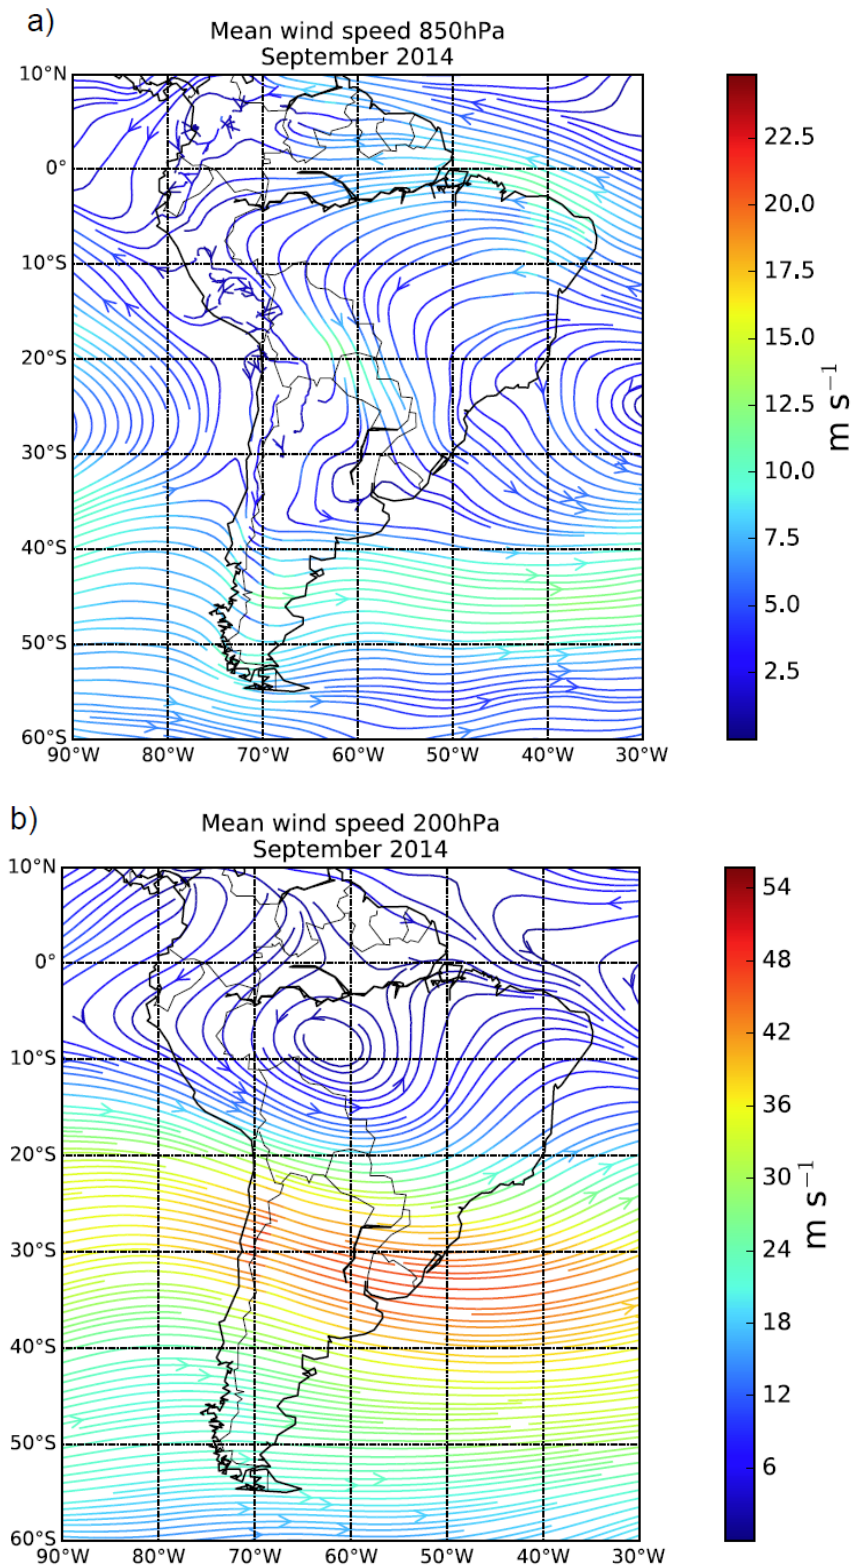 a)
Mean wind speed 850hPa
September 2014
10°N
0°
10°S
20°S
30°S
40°S
50°S
60°S
90°W 80°W 70°W 60°W 50°W 40°W 30°W
22.5
20.0
17.5
15.0
12.5
10.0
7.5
5.0
2.5
m s⁻¹
b)
Mean wind speed 200hPa
September 2014
10°N
0°
10°S
20°S
30°S
40°S
50°S
60°S
90°W 80°W 70°W 60°W 50°W 40°W 30°W
54
48
42
36
30
24
18
12
6
m s⁻¹